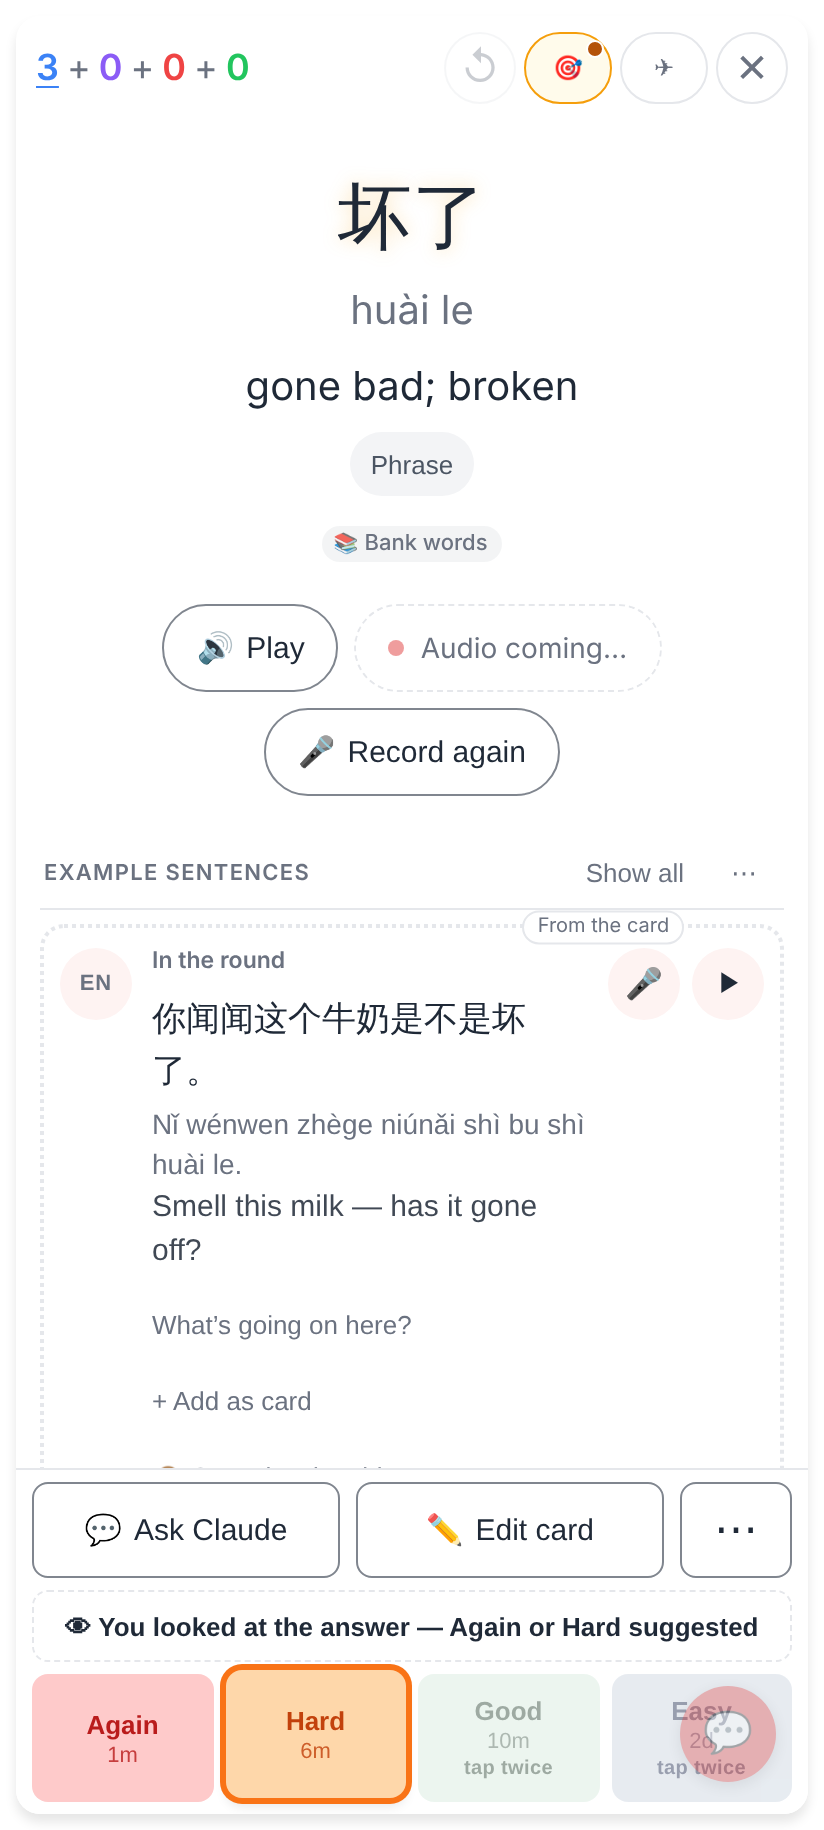 3 + 0 + 0 + 0
坏了
huài le
gone bad; broken
Phrase
Bank words
Play
Audio coming...
Record again
EXAMPLE SENTENCES
Show all
...
From the card
EN
In the round
你闻闻这个牛奶是不是坏
了。
Nǐ wénwen zhège niúnǎi shì bu shì
huài le.
Smell this milk — has it gone
off?
What's going on here?
+ Add as card
Ask Claude
Edit card
...
You looked at the answer — Again or Hard suggested
Again
1m
Hard
6m
Good
10m
tap twice
Easy
2d
tap twice